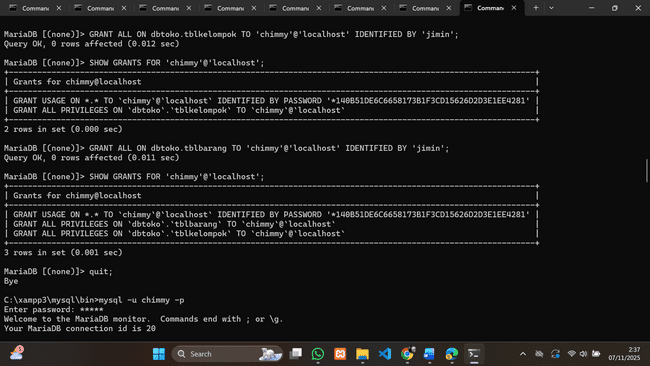 Command
Command
Command
Command
Command
Command
Command
Command
MariaDB [(none)]> GRANT ALL ON dbtoko.tblkelompok TO 'chimmy'@'localhost' IDENTIFIED BY 'jimin';
Query OK, 0 rows affected (0.012 sec)
MariaDB [(none)]> SHOW GRANTS FOR 'chimmy'@'localhost';
+---------------------------------------------------------------------------------------------------------------+
| Grants for chimmy@localhost |
+---------------------------------------------------------------------------------------------------------------+
| GRANT USAGE ON *.* TO `chimmy`@`localhost` IDENTIFIED BY PASSWORD '*140B51DE6C6658173B1F3CD15626D2D3E1EE4281' |
| GRANT ALL PRIVILEGES ON `dbtoko`.`tblkelompok` TO `chimmy`@`localhost` |
+---------------------------------------------------------------------------------------------------------------+
2 rows in set (0.000 sec)
MariaDB [(none)]> GRANT ALL ON dbtoko.tblbarang TO 'chimmy'@'localhost' IDENTIFIED BY 'jimin';
Query OK, 0 rows affected (0.011 sec)
MariaDB [(none)]> SHOW GRANTS FOR 'chimmy'@'localhost';
+---------------------------------------------------------------------------------------------------------------+
| Grants for chimmy@localhost |
+---------------------------------------------------------------------------------------------------------------+
| GRANT USAGE ON *.* TO `chimmy`@`localhost` IDENTIFIED BY PASSWORD '*140B51DE6C6658173B1F3CD15626D2D3E1EE4281' |
| GRANT ALL PRIVILEGES ON `dbtoko`.`tblbarang` TO `chimmy`@`localhost` |
| GRANT ALL PRIVILEGES ON `dbtoko`.`tblkelompok` TO `chimmy`@`localhost` |
+---------------------------------------------------------------------------------------------------------------+
3 rows in set (0.001 sec)
MariaDB [(none)]> quit;
Bye
C:\xampp3\mysql\bin>mysql -u chimmy -p
Enter password: *****
Welcome to the MariaDB monitor.  Commands end with ; or \g.
Your MariaDB connection id is 20
Search
2:37
07/11/2025